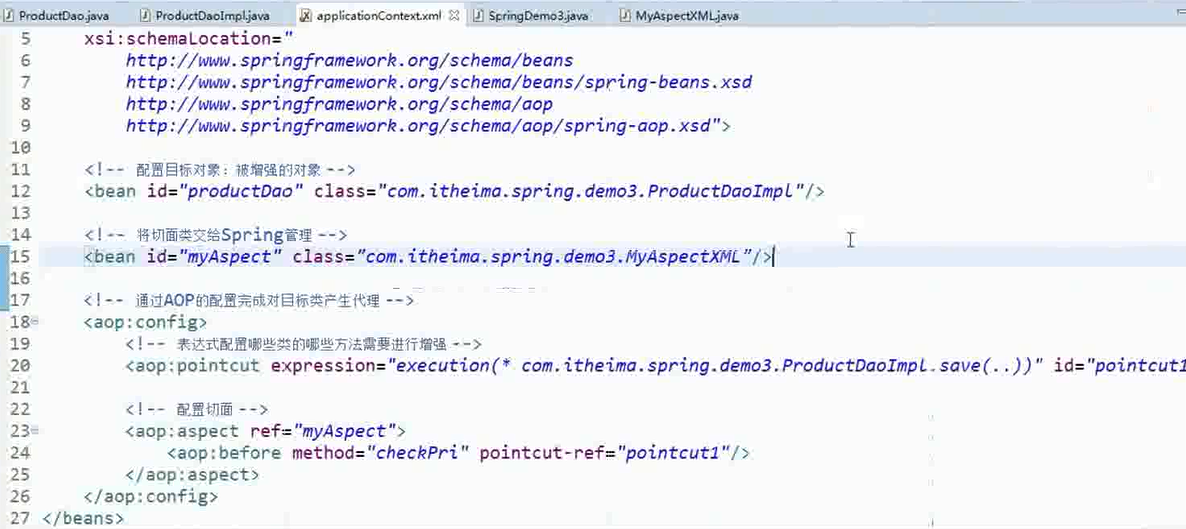 ProductDao.java ProductDaoImpl.java applicationContext.xml SpringDemo3.java MyAspectXML.java
5 xsi:schemaLocation="
6 http://www.springframework.org/schema/beans
7 http://www.springframework.org/schema/beans/spring-beans.xsd
8 http://www.springframework.org/schema/aop
9 http://www.springframework.org/schema/aop/spring-aop.xsd">
10
11 <!-- 配置目标对象：被增强的对象 -->
12 <bean id="productDao" class="com.itheima.spring.demo3.ProductDaoImpl"/>
13
14 <!-- 将切面类交给Spring管理 -->
15 <bean id="myAspect" class="com.itheima.spring.demo3.MyAspectXML"/>
16
17 <!-- 通过AOP的配置完成对目标类产生代理 -->
18 <aop:config>
19 <!-- 表达式配置哪些类的哪些方法需要进行增强 -->
20 <aop:pointcut expression="execution(* com.itheima.spring.demo3.ProductDaoImpl.save(..))" id="pointcut1
21
22 <!-- 配置切面 -->
23 <aop:aspect ref="myAspect">
24 <aop:before method="checkPri" pointcut-ref="pointcut1"/>
25 </aop:aspect>
26 </aop:config>
27 </beans>